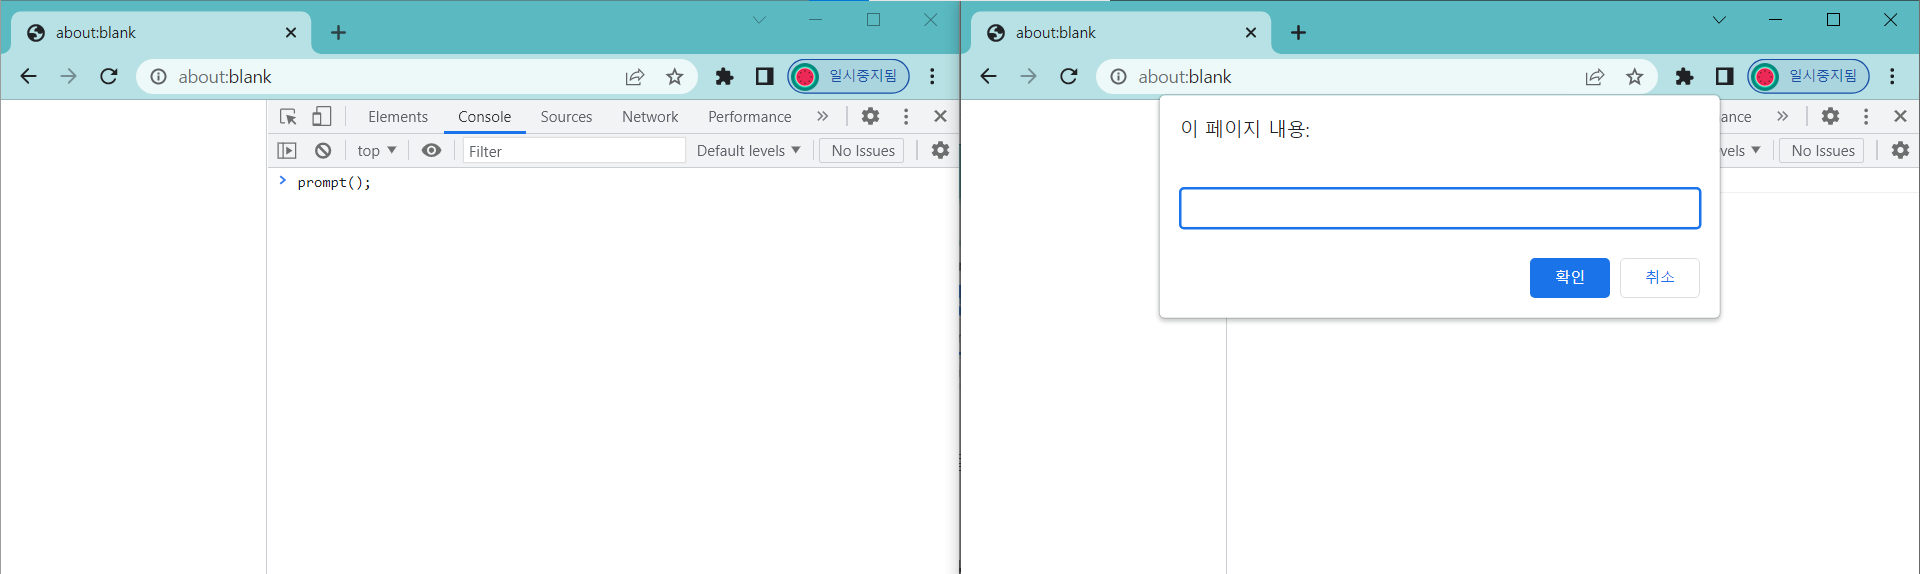 about:blank
about:blank
일시중지됨
Elements Console Sources Network Performance »
top Filter Default levels No Issues
> prompt();
about:blank
about:blank
일시중지됨
이 페이지 내용:
확인 취소
ance »
vels No Issues